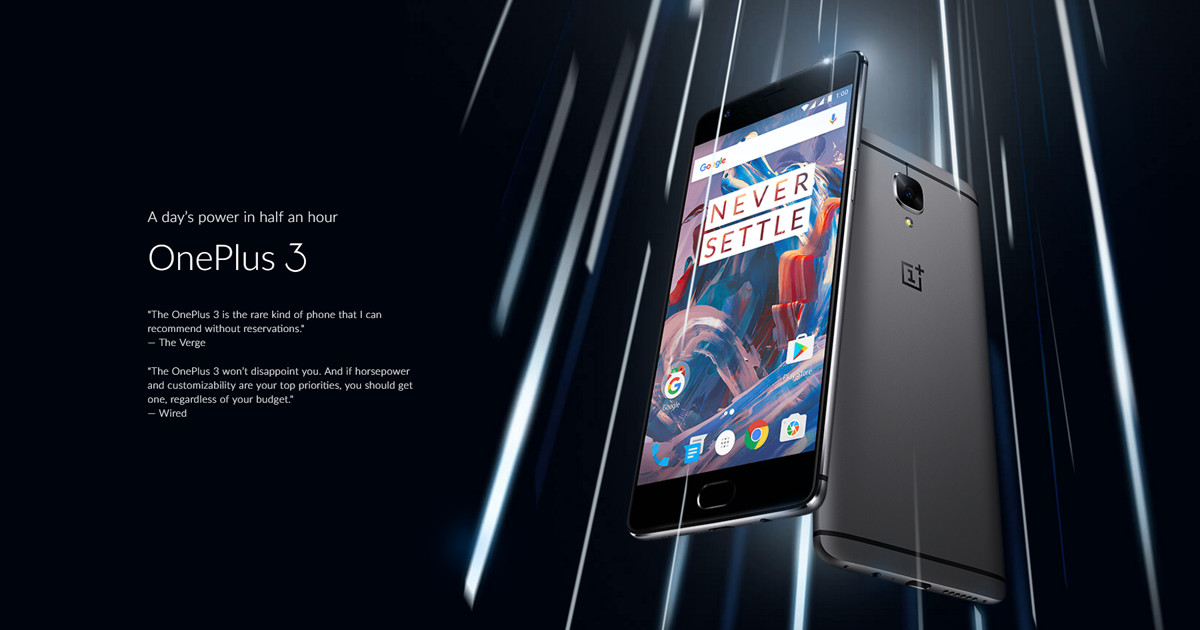 A day's power in half an hour
OnePlus 3
"The OnePlus 3 is the rare kind of phone that I can
recommend without reservations."
— The Verge
"The OnePlus 3 won't disappoint you. And if horsepower
and customizability are your top priorities, you should get
one, regardless of your budget."
— Wired
1:00
Google
NEVER
SETTLE
Play Store
Google